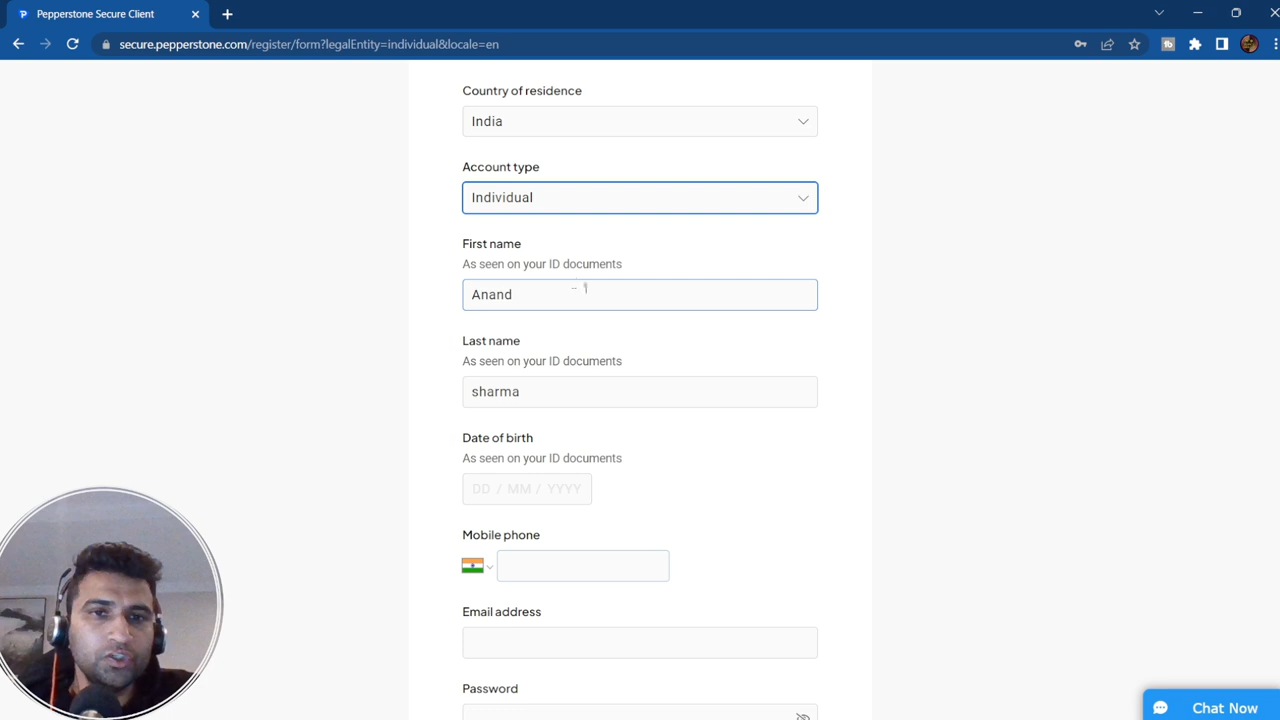 Pepperstone Secure Client
secure.pepperstone.com/register/form?legalEntity=individual&locale=en
Country of residence
India
Account type
Individual
First name
As seen on your ID documents
Anand
Last name
As seen on your ID documents
sharma
Date of birth
As seen on your ID documents
DD / MM / YYYY
Mobile phone
Email address
Password
Chat Now